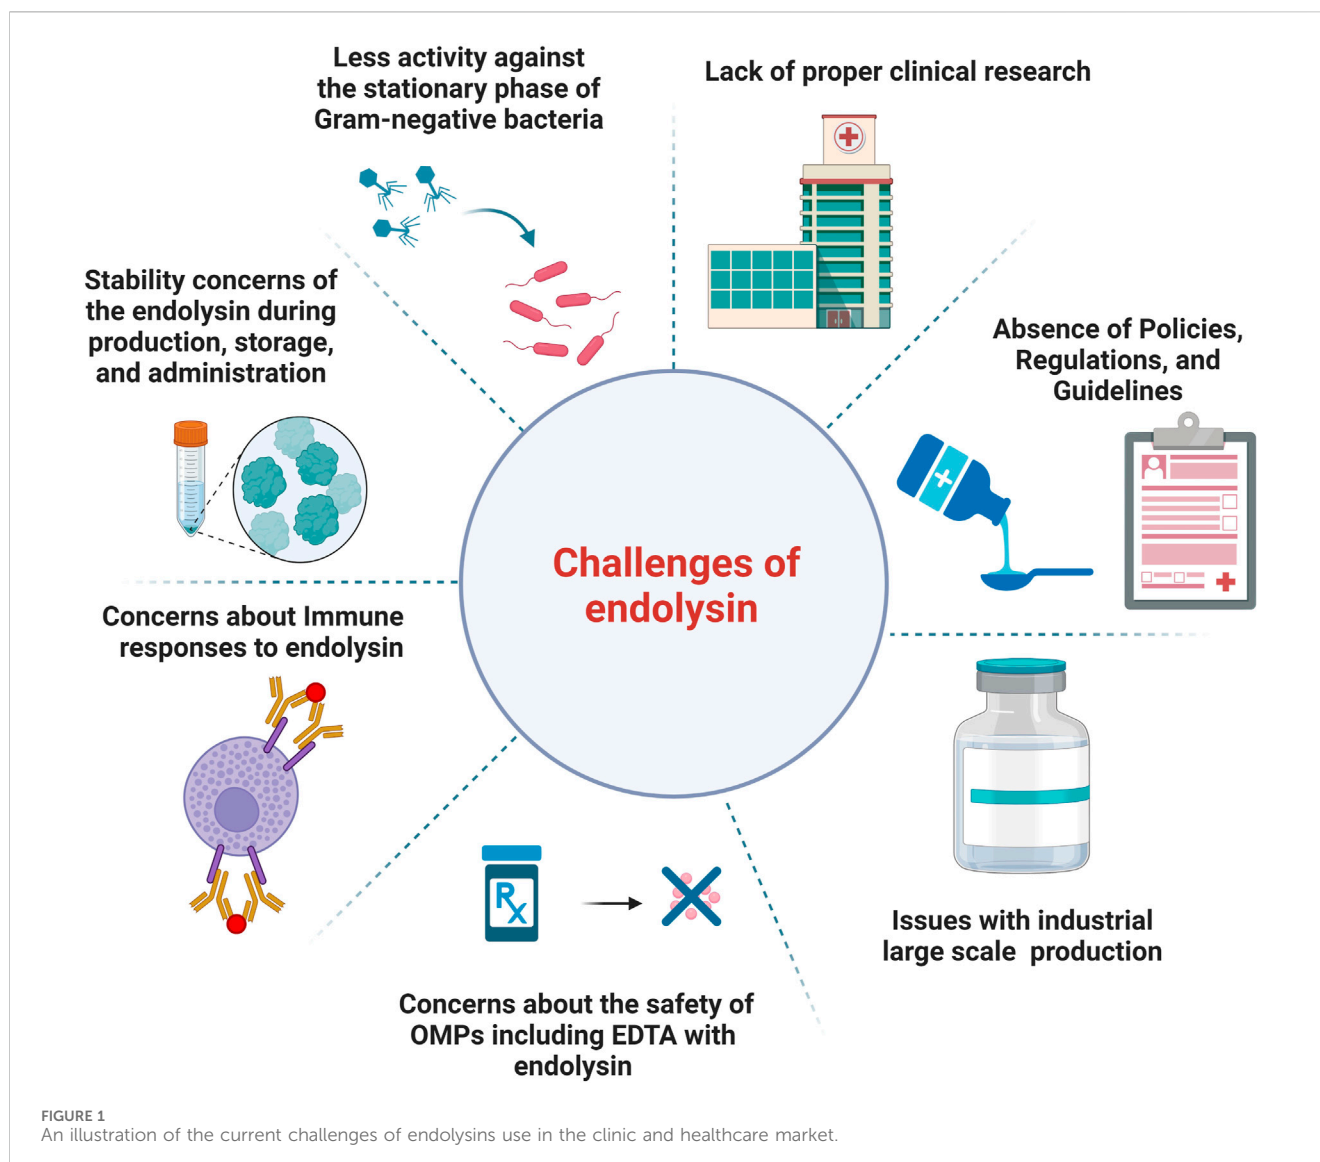 Less activity against
the stationary phase of
Gram-negative bacteria
Lack of proper clinical research
Absence of Policies,
Regulations, and
Guidelines
Issues with industrial
large scale  production
Concerns about the safety of
OMPs including EDTA with
endolysin
Rx
Concerns about Immune
responses to endolysin
Stability concerns of
the endolysin during
production, storage,
and administration
Challenges of
endolysin
FIGURE 1
An illustration of the current challenges of endolysins use in the clinic and healthcare market.